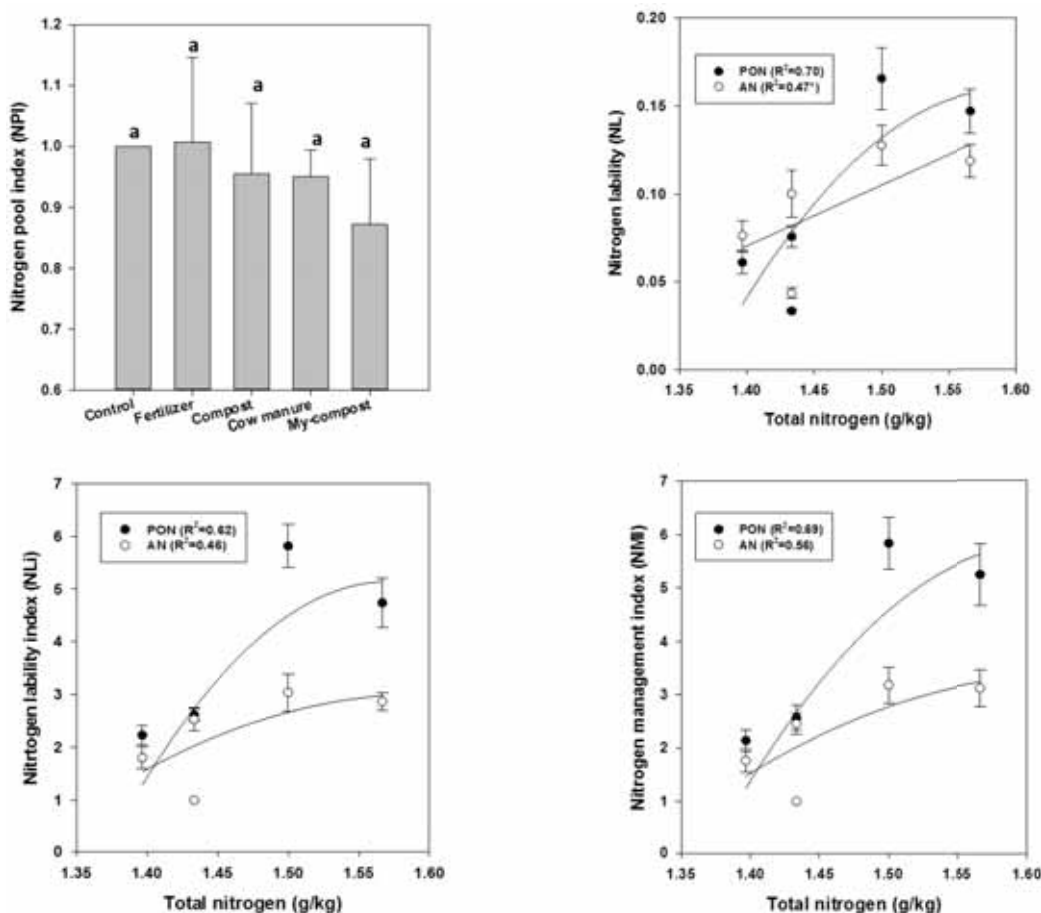 Nitrogen pool index (NPI)
1.2
1.1
1.0
0.9
0.8
0.7
0.6
a
a
a
a
a
Control
Fertilizer
Compost
Cow manure
My-compost
Nitrogen lability (NL)
0.20
0.15
0.10
0.05
0.00
PON (R²=0.70)
AN (R²=0.47*)
1.35 1.40 1.45 1.50 1.55 1.60
Total nitrogen (g/kg)
Nitrtogen lability index (NLi)
7
6
5
4
3
2
1
0
PON (R²=0.62)
AN (R²=0.46)
1.35 1.40 1.45 1.50 1.55 1.60
Total nitrogen (g/kg)
Nitrogen management index (NMI)
7
6
5
4
3
2
1
0
PON (R²=0.69)
AN (R²=0.56)
1.35 1.40 1.45 1.50 1.55 1.60
Total nitrogen (g/kg)